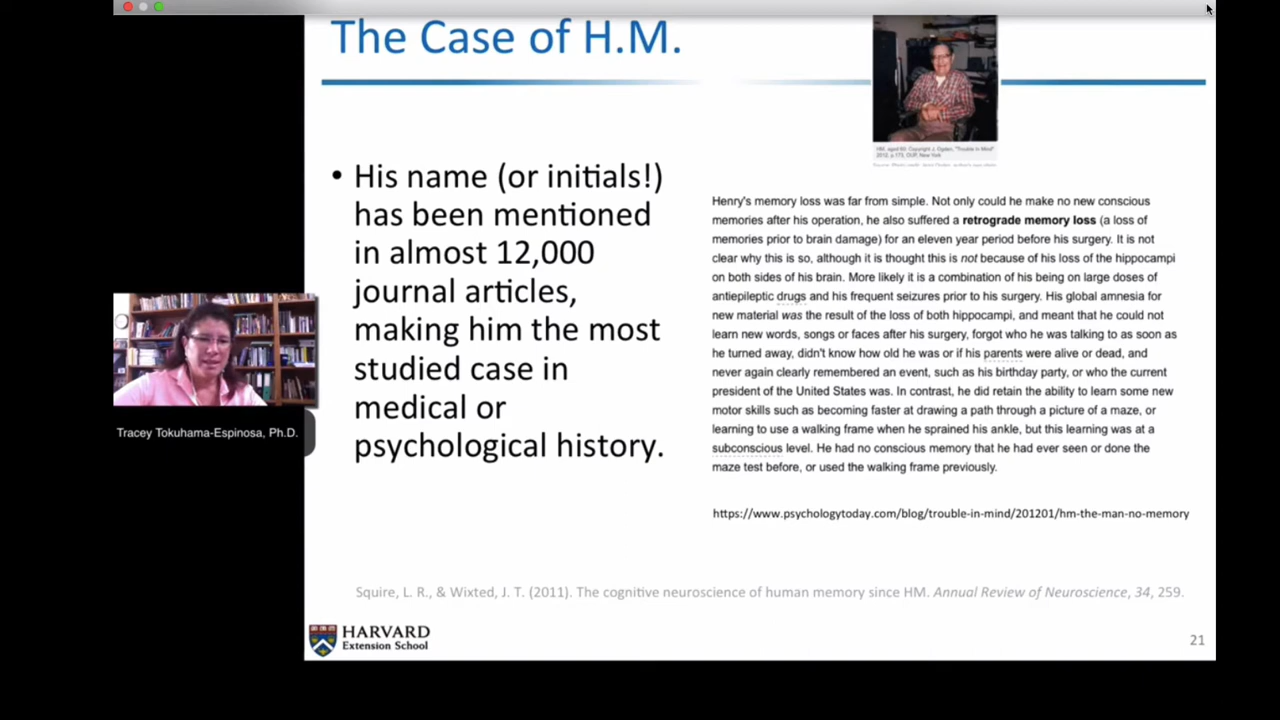 The Case of H.M.
HM, aged 60. Copyright J. Ogden, "Trouble In Mind"
2012, p.173, OUP, New York
• His name (or initials!)
has been mentioned
in almost 12,000
journal articles,
making him the most
studied case in
medical or
psychological history.
Henry's memory loss was far from simple. Not only could he make no new conscious
memories after his operation, he also suffered a retrograde memory loss (a loss of
memories prior to brain damage) for an eleven year period before his surgery. It is not
clear why this is so, although it is thought this is not because of his loss of the hippocampi
on both sides of his brain. More likely it is a combination of his being on large doses of
antiepileptic drugs and his frequent seizures prior to his surgery. His global amnesia for
new material was the result of the loss of both hippocampi, and meant that he could not
learn new words, songs or faces after his surgery, forgot who he was talking to as soon as
he turned away, didn't know how old he was or if his parents were alive or dead, and
never again clearly remembered an event, such as his birthday party, or who the current
president of the United States was. In contrast, he did retain the ability to learn some new
motor skills such as becoming faster at drawing a path through a picture of a maze, or
learning to use a walking frame when he sprained his ankle, but this learning was at a
subconscious level. He had no conscious memory that he had ever seen or done the
maze test before, or used the walking frame previously.
https://www.psychologytoday.com/blog/trouble-in-mind/201201/hm-the-man-no-memory
Tracey Tokuhama-Espinosa, Ph.D.
Squire, L. R., & Wixted, J. T. (2011). The cognitive neuroscience of human memory since HM. Annual Review of Neuroscience, 34, 259.
HARVARD
Extension School
21